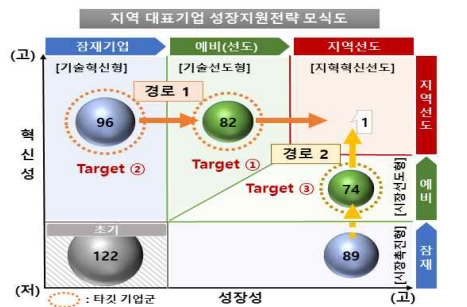 지역 대표기업 성장지원전략 모식도
잠재기업
예비(선도)
지역선도
(고)
[기술혁신형]
[기술선도형]
[지혁혁신선도]
경로 1
96
82
1
Target ②
Target ①
경로 2
Target ③
74
혁신성
지역선도
예비
잠재
[시장선도형]
[시장촉진형]
초기
122
89
(저)
성장성
(고)
: 타깃 기업군